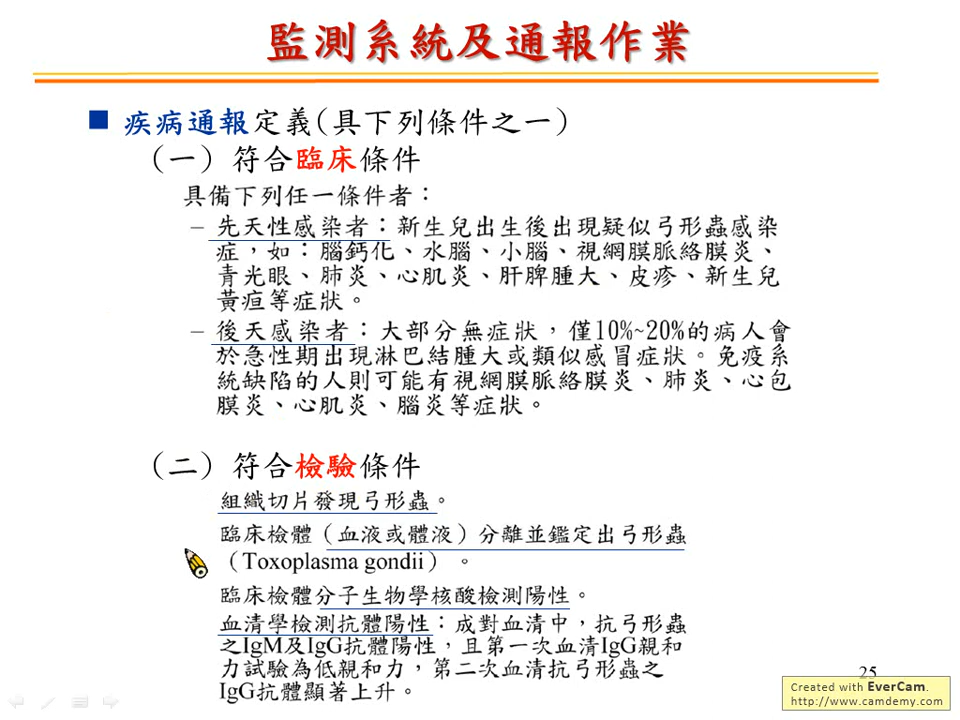 監測系統及通報作業
疾病通報定義(具下列條件之一)
(一) 符合臨床條件
具備下列任一條件者：
– 先天性感染者：新生兒出生後出現疑似弓形蟲感染
症，如：腦鈣化、水腦、小腦、視網膜脈絡膜炎、
青光眼、肺炎、心肌炎、肝脾腫大、皮疹、新生兒
黃疸等症狀。
– 後天感染者：大部分無症狀，僅10%~20%的病人會
於急性期出現淋巴結腫大或類似感冒症狀。免疫系
統缺陷的人則可能有視網膜脈絡膜炎、肺炎、心包
膜炎、心肌炎、腦炎等症狀。
(二) 符合檢驗條件
組織切片發現弓形蟲。
臨床檢體（血液或體液）分離並鑑定出弓形蟲
（Toxoplasma gondii）。
臨床檢體分子生物學核酸檢測陽性。
血清學檢測抗體陽性：成對血清中，抗弓形蟲
之IgM及IgG抗體陽性，且第一次血清IgG親和
力試驗為低親和力，第二次血清抗弓形蟲之
IgG抗體顯著上升。
25
Created with EverCam.
http://www.camdemy.com